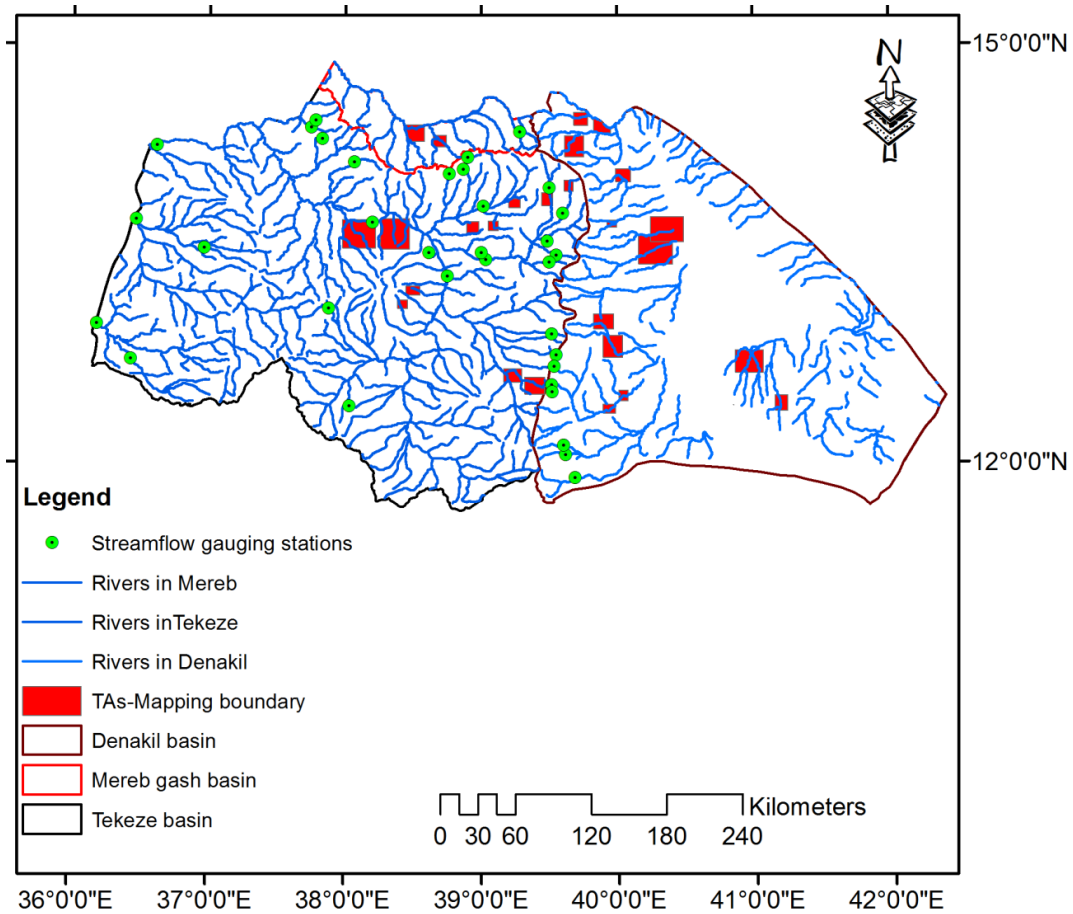 N
15°0'0"N
12°0'0"N
Legend
Streamflow gauging stations
Rivers in Mereb
Rivers inTekeze
Rivers in Denakil
TAs-Mapping boundary
Denakil basin
Mereb gash basin
Tekeze basin
Kilometers
0 30 60 120 180 240
36°0'0"E 37°0'0"E 38°0'0"E 39°0'0"E 40°0'0"E 41°0'0"E 42°0'0"E